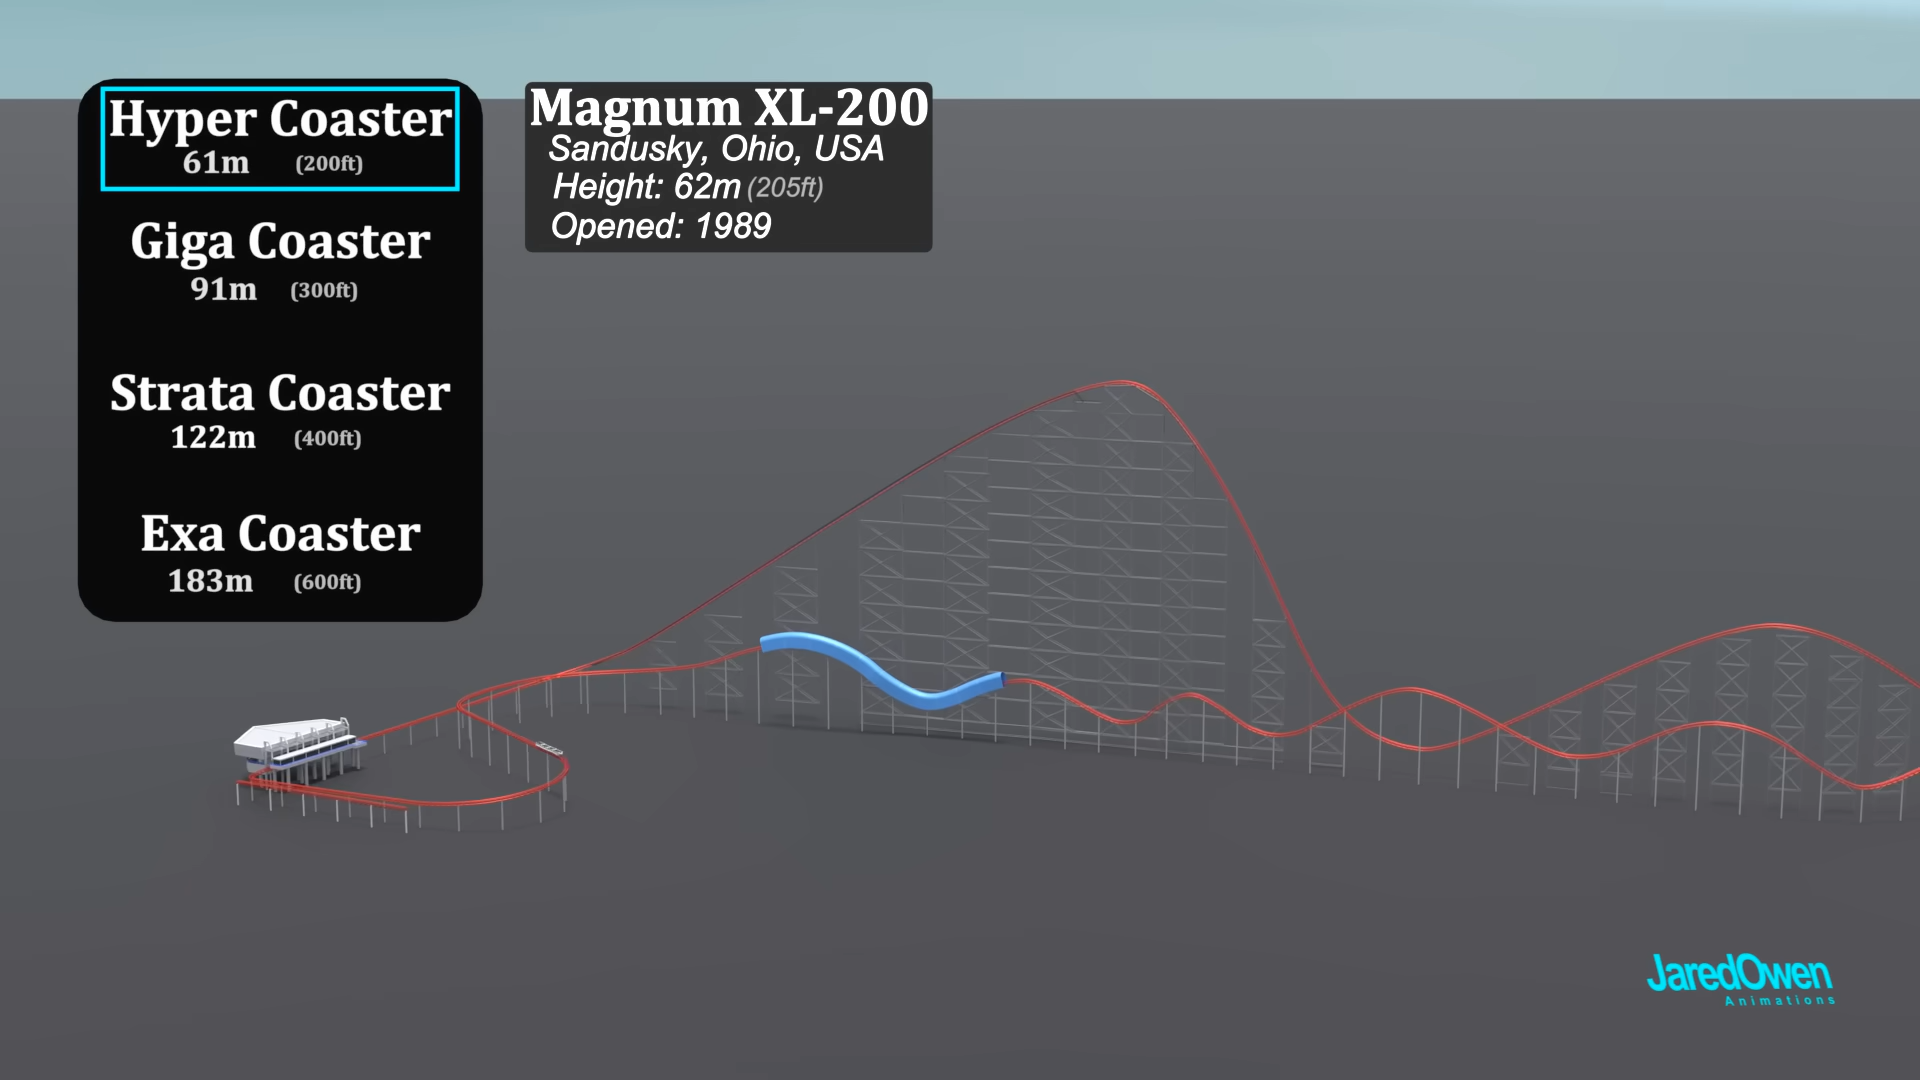 Hyper Coaster
61m (200ft)
Giga Coaster
91m (300ft)
Strata Coaster
122m (400ft)
Exa Coaster
183m (600ft)
Magnum XL-200
Sandusky, Ohio, USA
Height: 62m (205ft)
Opened: 1989
JaredOwen
Animations